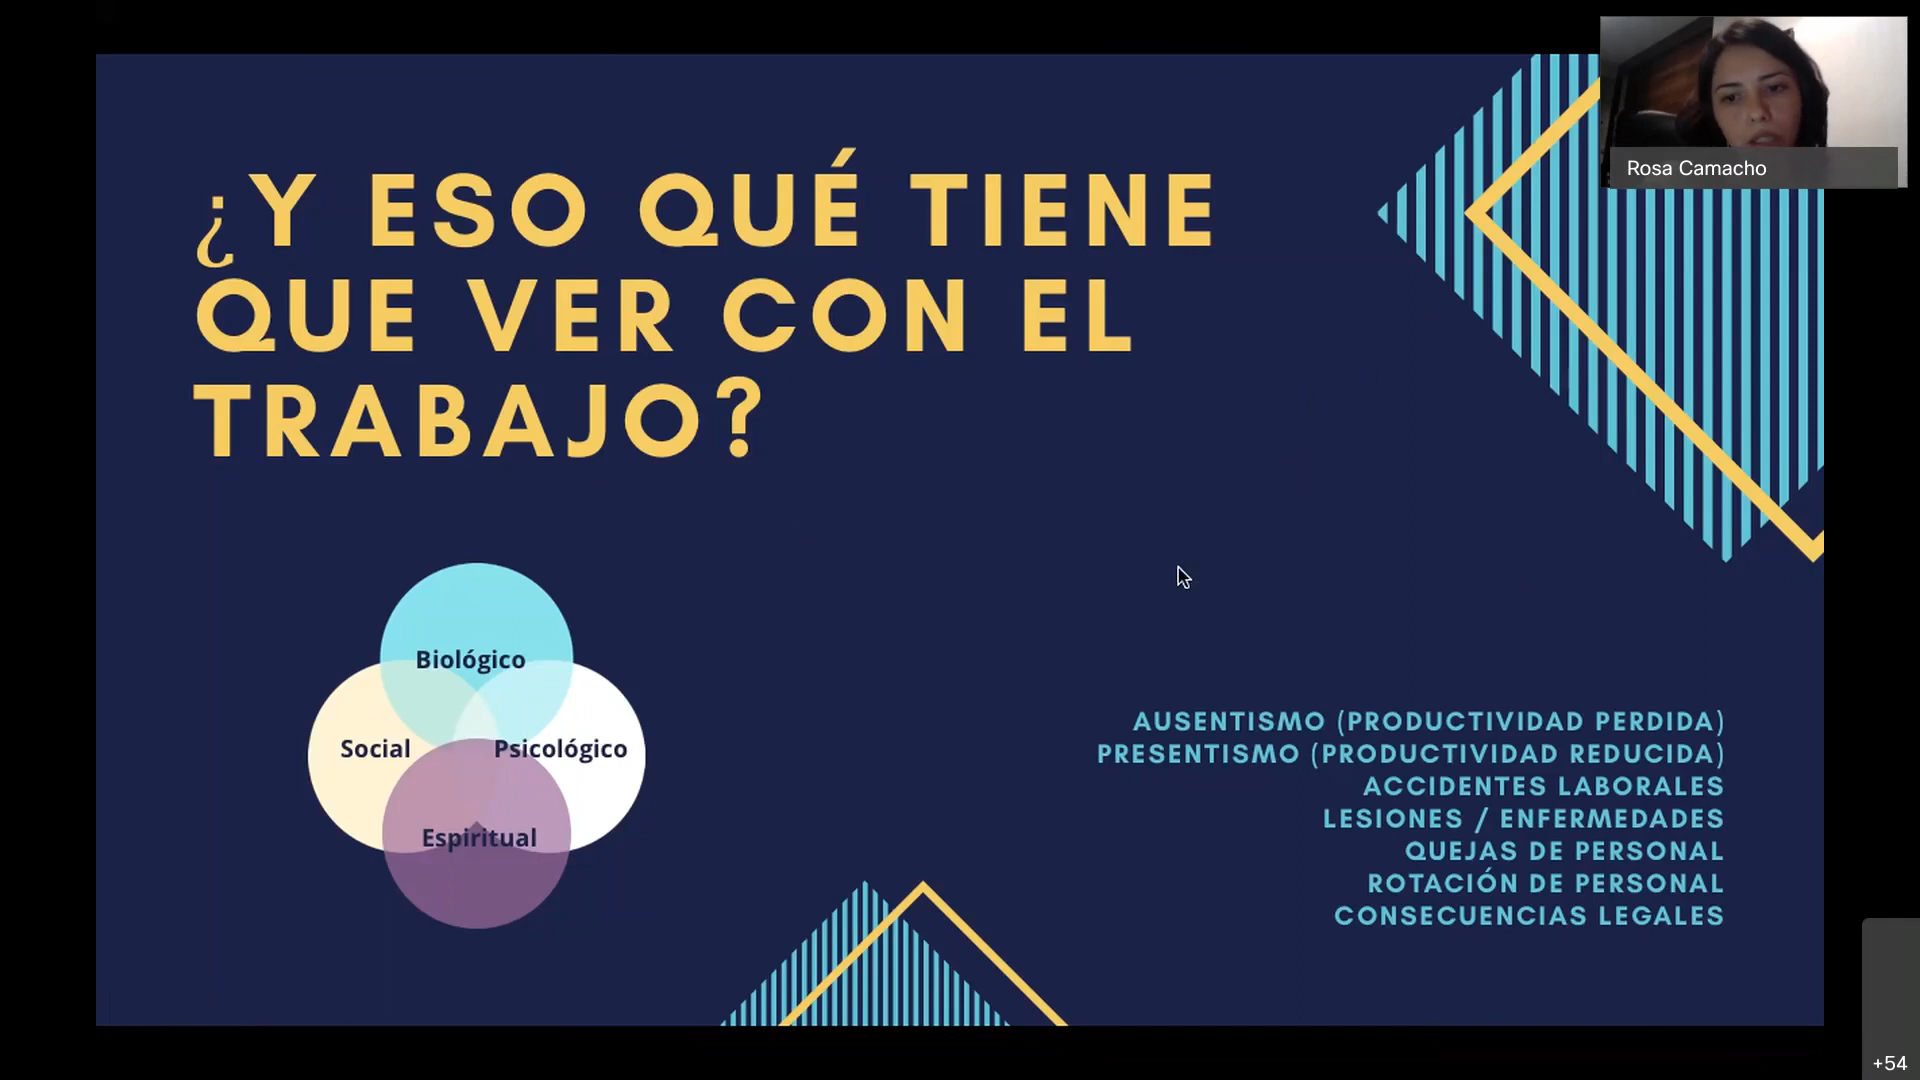 ¿Y ESO QUÉ TIENE
QUE VER CON EL
TRABAJO?
Rosa Camacho
Biológico
Social
Psicológico
Espiritual
AUSENTISMO (PRODUCTIVIDAD PERDIDA)
PRESENTISMO (PRODUCTIVIDAD REDUCIDA)
ACCIDENTES LABORALES
LESIONES / ENFERMEDADES
QUEJAS DE PERSONAL
ROTACIÓN DE PERSONAL
CONSECUENCIAS LEGALES
+54